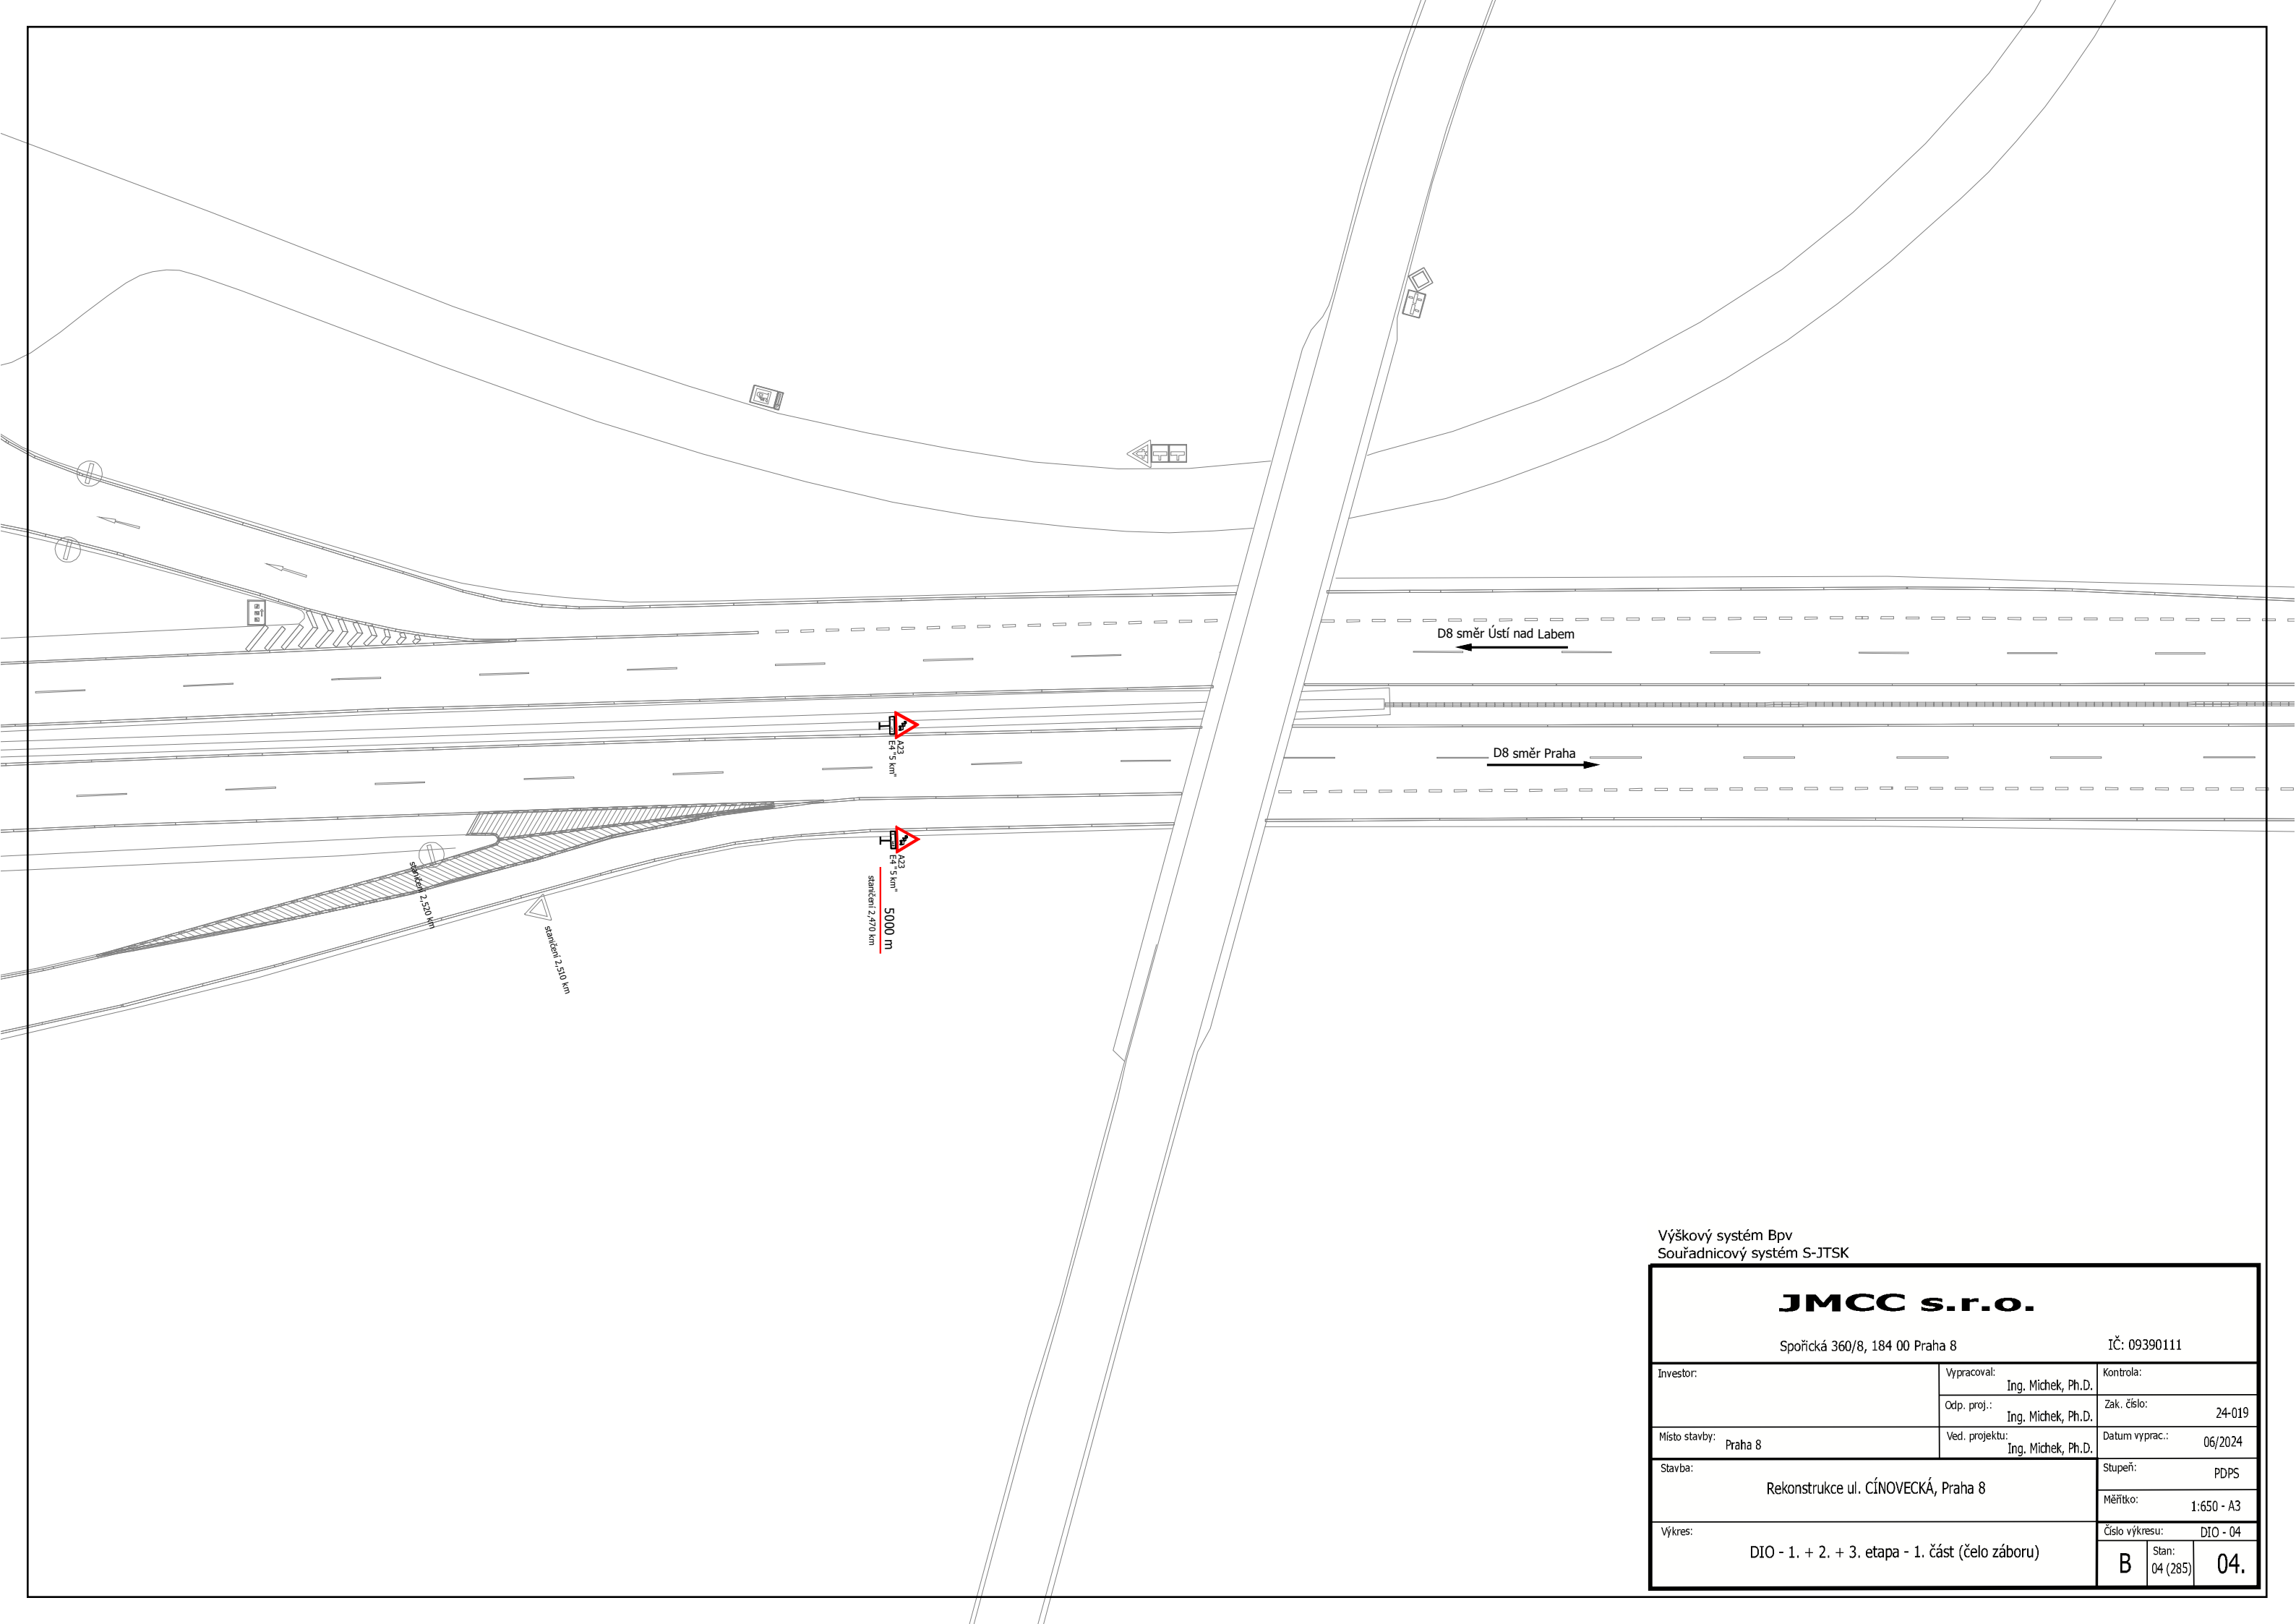 D8 směr Ústí nad Labem
D8 směr Praha
A23
E4 "5 km"
A23
E4 "5 km"
5000 m
staničení 2,470 km
staničení 2,520 km
staničení 2,510 km
Výškový systém Bpv
Souřadnicový systém S-JTSK
JMCC s.r.o.
Spořická 360/8, 184 00 Praha 8 IČ: 09390111
Investor:
Vypracoval:
Ing. Michek, Ph.D.
Kontrola:
Odp. proj.:
Ing. Michek, Ph.D.
Zak. číslo:
24-019
Místo stavby: Praha 8
Ved. projektu:
Ing. Michek, Ph.D.
Datum vyprac.:
06/2024
Stavba:
Rekonstrukce ul. CÍNOVECKÁ, Praha 8
Stupeň:
PDPS
Měřítko:
1:650 - A3
Výkres:
DIO - 1. + 2. + 3. etapa - 1. část (čelo záboru)
Číslo výkresu: DIO - 04
B
Stan:
04 (285)
04.